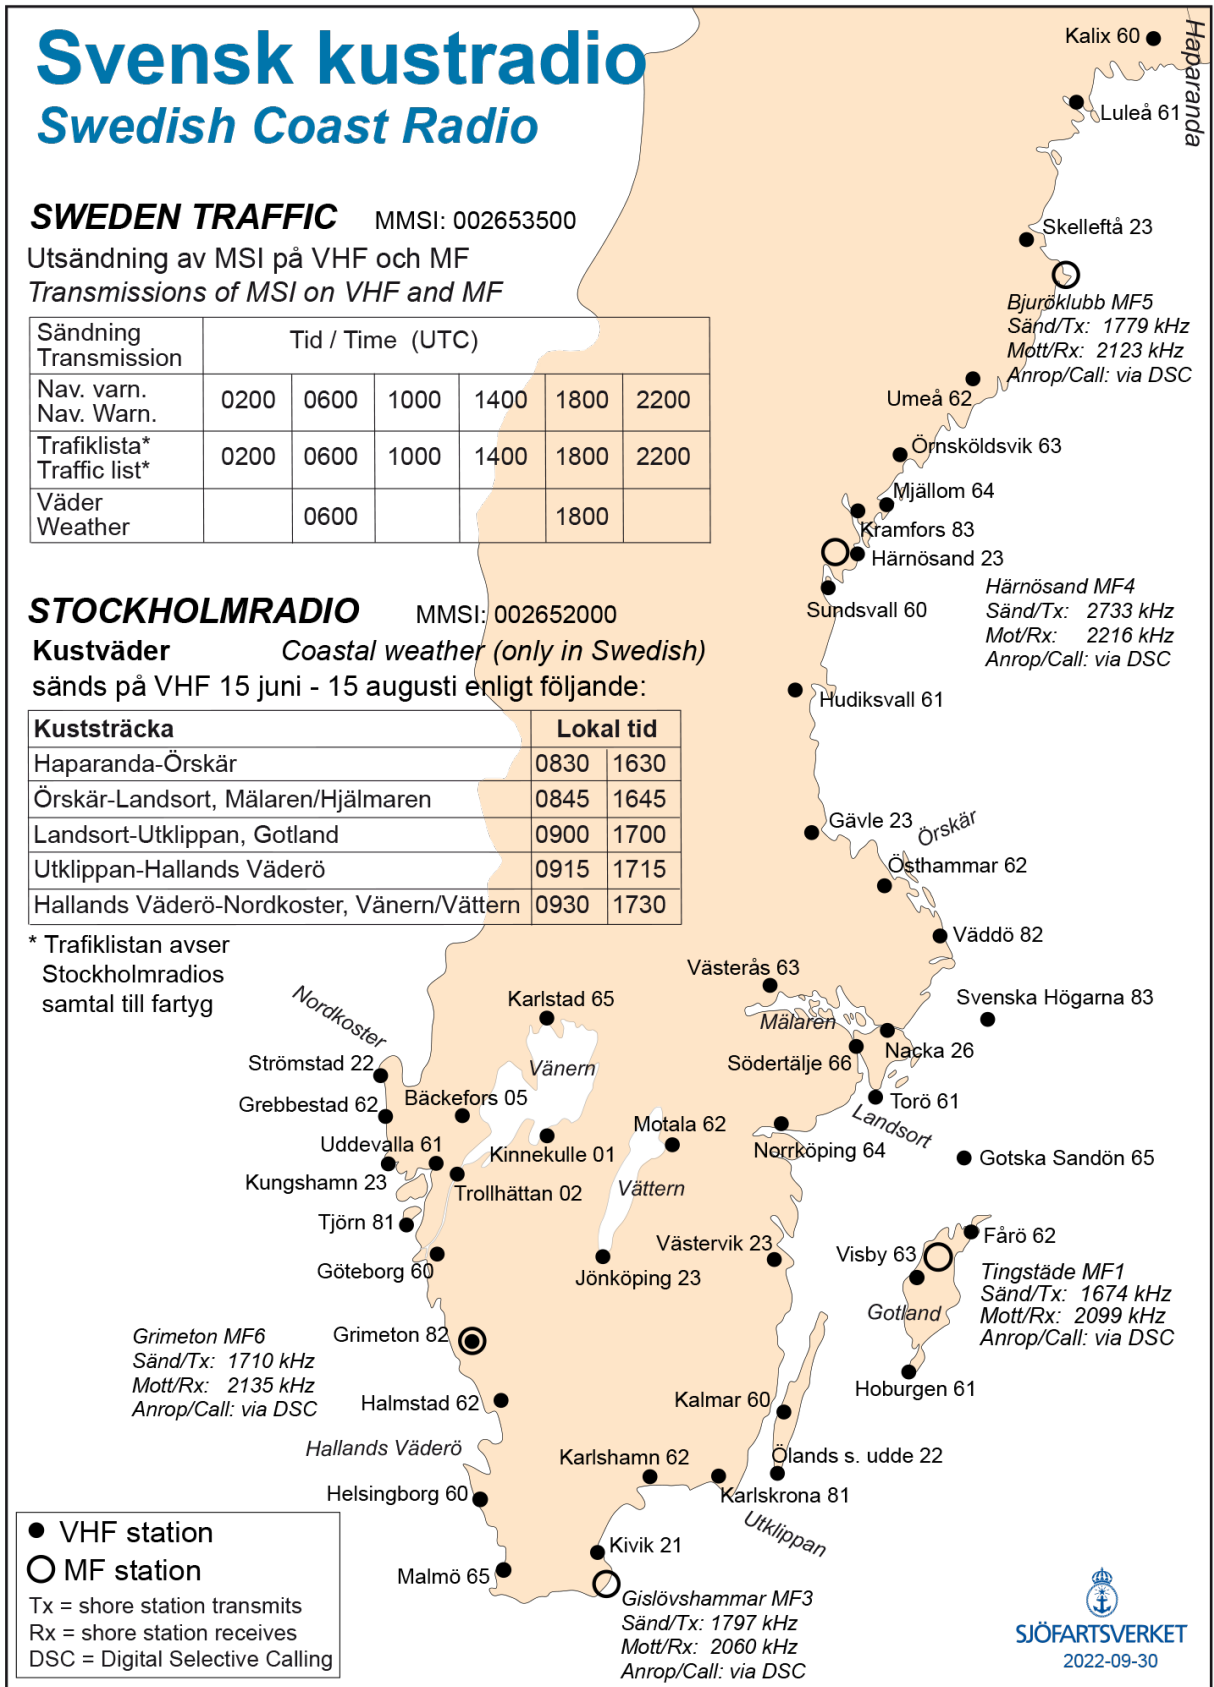 Svensk kustradio
Swedish Coast Radio
SWEDEN TRAFFIC MMSI: 002653500
Utsändning av MSI på VHF och MF
Transmissions of MSI on VHF and MF
Sändning
Transmission
Tid / Time (UTC)
Nav. varn.
Nav. Warn.
0200 0600 1000 1400 1800 2200
Trafiklista*
Traffic list*
0200 0600 1000 1400 1800 2200
Väder
Weather
0600 1800
STOCKHOLMRADIO MMSI: 002652000
Kustväder Coastal weather (only in Swedish)
sänds på VHF 15 juni - 15 augusti enligt följande:
Kuststräcka Lokal tid
Haparanda-Örskär 0830 1630
Örskär-Landsort, Mälaren/Hjälmaren 0845 1645
Landsort-Utklippan, Gotland 0900 1700
Utklippan-Hallands Väderö 0915 1715
Hallands Väderö-Nordkoster, Vänern/Vättern 0930 1730
* Trafiklistan avser
Stockholmradios
samtal till fartyg
Kalix 60
Haparanda
Luleå 61
Skelleftå 23
Bjuröklubb MF5
Sänd/Tx: 1779 kHz
Mott/Rx: 2123 kHz
Anrop/Call: via DSC
Umeå 62
Örnsköldsvik 63
Mjällom 64
Kramfors 83
Härnösand 23
Härnösand MF4
Sänd/Tx: 2733 kHz
Mot/Rx: 2216 kHz
Anrop/Call: via DSC
Sundsvall 60
Hudiksvall 61
Gävle 23
Örskär
Östhammar 62
Väddö 82
Västerås 63
Svenska Högarna 83
Mälaren
Nacka 26
Södertälje 66
Torö 61
Landsort
Nordkoster
Karlstad 65
Vänern
Strömstad 22
Bäckefors 05
Grebbestad 62
Motala 62
Norrköping 64
Uddevalla 61
Kinnekulle 01
Gotska Sandön 65
Kungshamn 23
Trollhättan 02
Vättern
Tjörn 81
Fårö 62
Västervik 23
Visby 63
Göteborg 60
Jönköping 23
Tingstäde MF1
Sänd/Tx: 1674 kHz
Mott/Rx: 2099 kHz
Anrop/Call: via DSC
Gotland
Grimeton 82
Grimeton MF6
Sänd/Tx: 1710 kHz
Mott/Rx: 2135 kHz
Anrop/Call: via DSC
Hoburgen 61
Halmstad 62
Kalmar 60
Hallands Väderö
Karlshamn 62
Ölands s. udde 22
Helsingborg 60
Karlskrona 81
Utklippan
Kivik 21
Malmö 65
Gislövshammar MF3
Sänd/Tx: 1797 kHz
Mott/Rx: 2060 kHz
Anrop/Call: via DSC
VHF station
MF station
Tx = shore station transmits
Rx = shore station receives
DSC = Digital Selective Calling
SJÖFARTSVERKET
2022-09-30